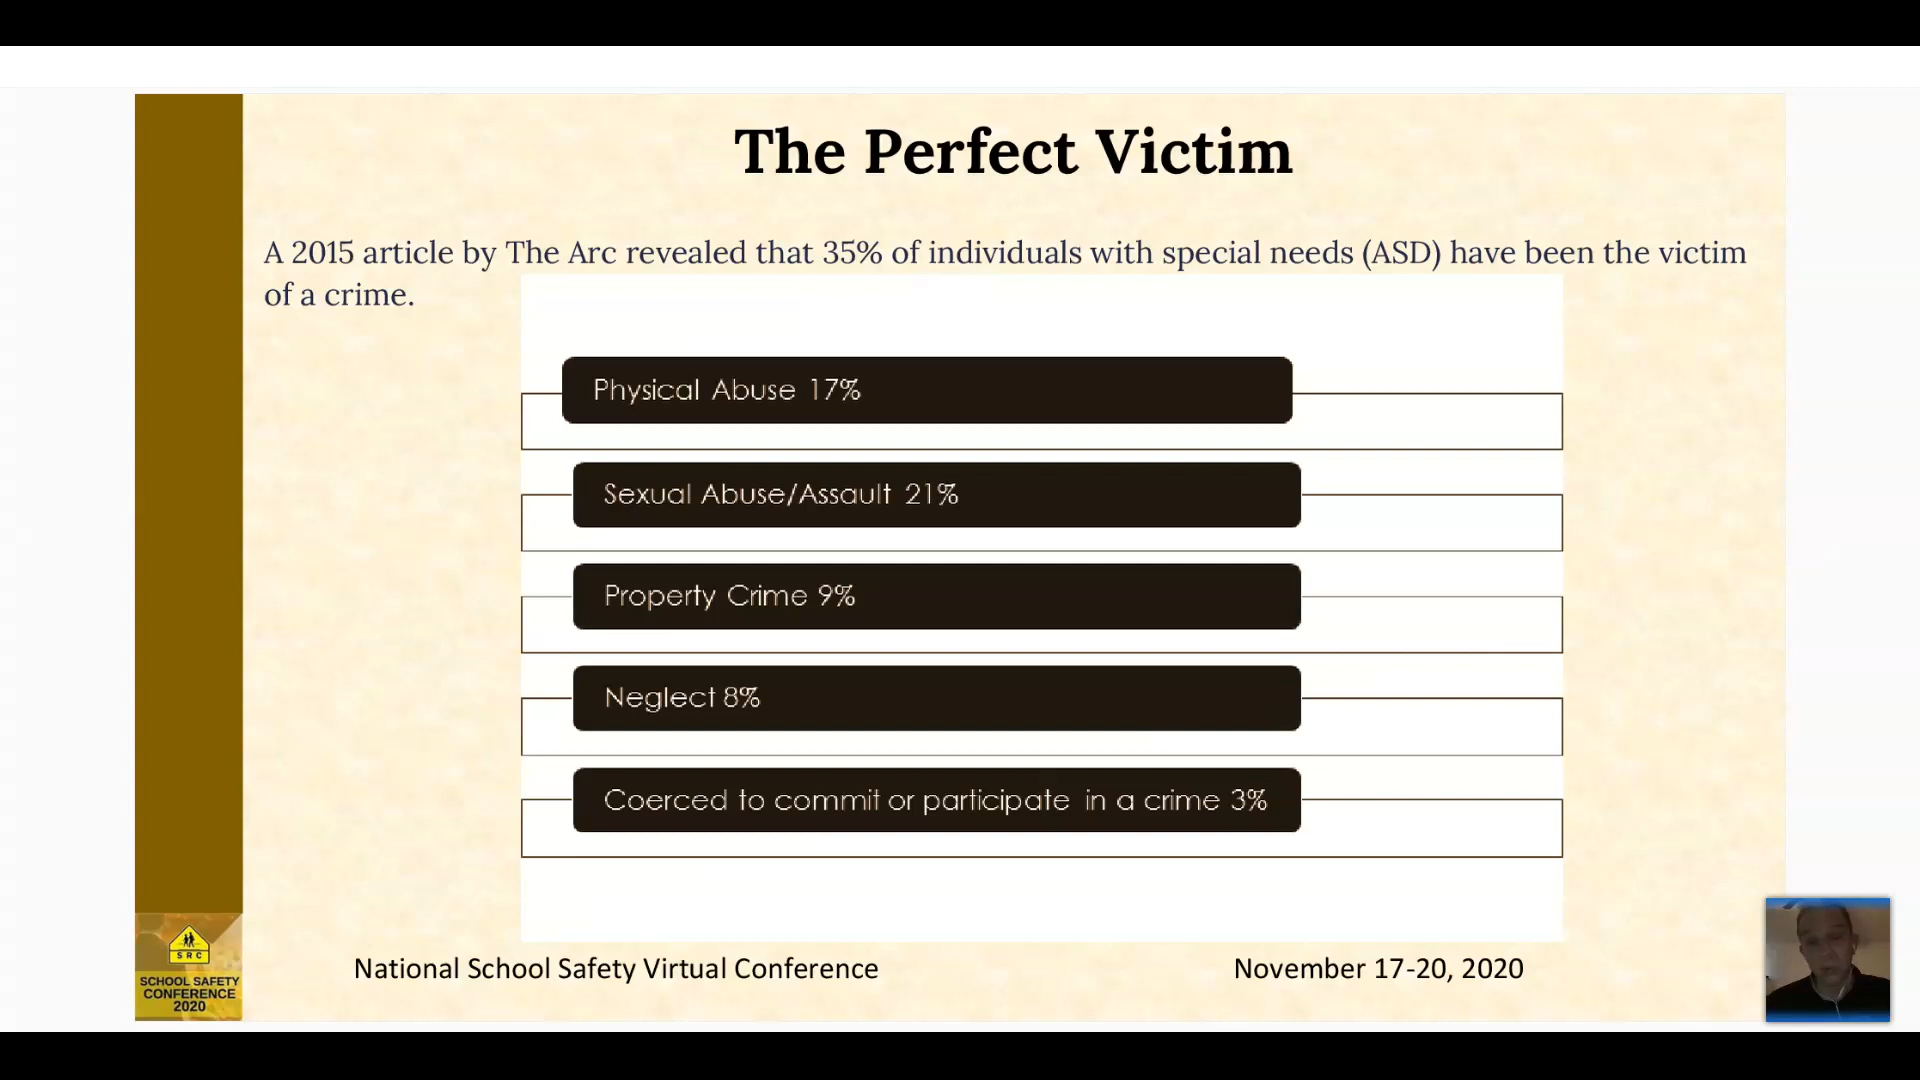 The Perfect Victim
A 2015 article by The Arc revealed that 35% of individuals with special needs (ASD) have been the victim
of a crime.
Physical Abuse 17%
Sexual Abuse/Assault 21%
Property Crime 9%
Neglect 8%
Coerced to commit or participate in a crime 3%
SRC
SCHOOL SAFETY
CONFERENCE
2020
National School Safety Virtual Conference
November 17-20, 2020